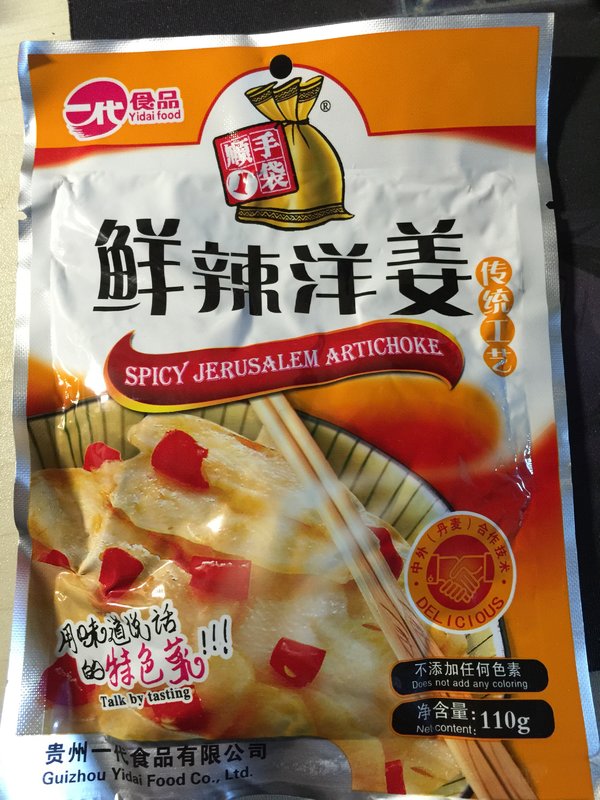 一代食品
Yidai food
®
順手袋
鲜辣洋姜
传统工艺
SPICY JERUSALEM ARTICHOKE
中外(丹麦)合作技术
DELICIOUS
用味道说话
的特色菜!!!
Talk by tasting
不添加任何色素
Does not add any coloring
净含量:110g
Net content:
贵州一代食品有限公司
Guizhou Yidai Food Co., Ltd.